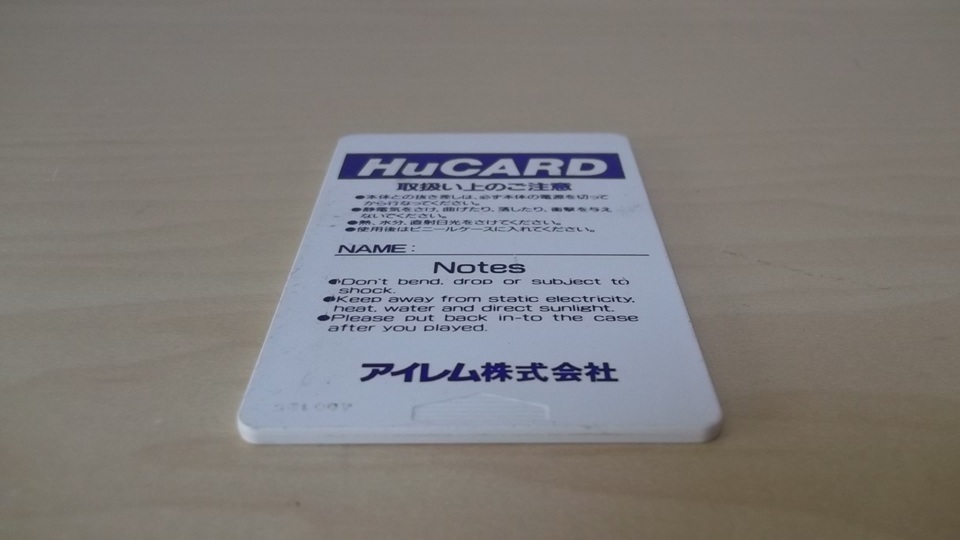 HuCARD
取扱い上のご注意
●本体との抜き差しは、必ず本体の電源を切って
から行なってください。
●静電気をさけ、曲げたり、落したり、衝撃を与え
ないでください。
●熱、水分、直射日光をさけてください。
●使用後はビニールケースに入れてください。
NAME:
Notes
●Don't bend, drop or subject to
shock.
●Keep away from static electricity,
heat, water and direct sunlight.
●Please put back in-to the case
after you played.
アイレム株式会社